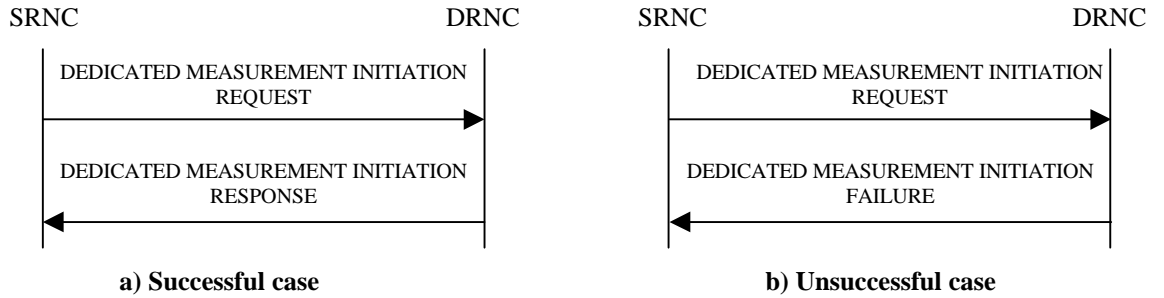 SRNC DRNC
DEDICATED MEASUREMENT INITIATION
REQUEST
DEDICATED MEASUREMENT INITIATION
RESPONSE
a) Successful case
SRNC DRNC
DEDICATED MEASUREMENT INITIATION
REQUEST
DEDICATED MEASUREMENT INITIATION
FAILURE
b) Unsuccessful case